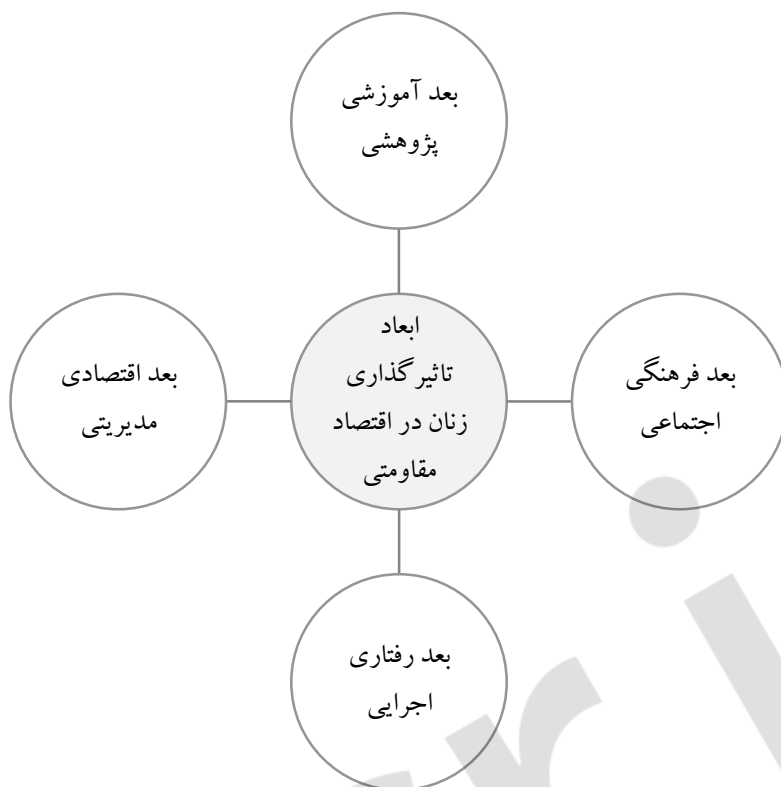 بعد آموزشی
پژوهشی
بعد فرهنگی
اجتماعی
ابعاد
تاثیرگذاری
زنان در اقتصاد
مقاومتی
بعد اقتصادی
مدیریتی
بعد رفتاری
اجرایی